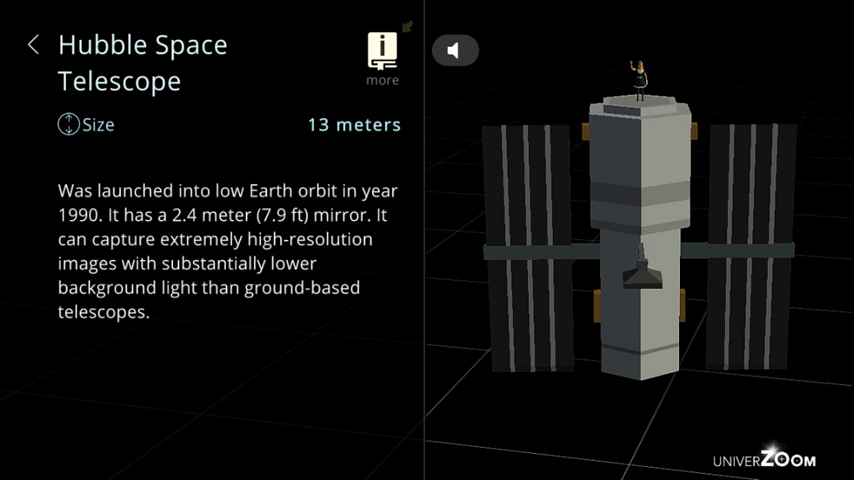 Hubble Space
Telescope
i
more
Size
13 meters
Was launched into low Earth orbit in year
1990. It has a 2.4 meter (7.9 ft) mirror. It
can capture extremely high-resolution
images with substantially lower
background light than ground-based
telescopes.
UNIVERZOOM